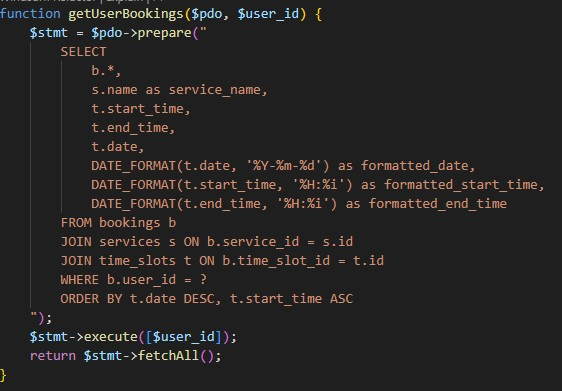 function getUserBookings($pdo, $user_id) {
    $stmt = $pdo->prepare("
        SELECT
            b.*,
            s.name as service_name,
            t.start_time,
            t.end_time,
            t.date,
            DATE_FORMAT(t.date, '%Y-%m-%d') as formatted_date,
            DATE_FORMAT(t.start_time, '%H:%i') as formatted_start_time,
            DATE_FORMAT(t.end_time, '%H:%i') as formatted_end_time
        FROM bookings b
        JOIN services s ON b.service_id = s.id
        JOIN time_slots t ON b.time_slot_id = t.id
        WHERE b.user_id = ?
        ORDER BY t.date DESC, t.start_time ASC
    ");
    $stmt->execute([$user_id]);
    return $stmt->fetchAll();
}